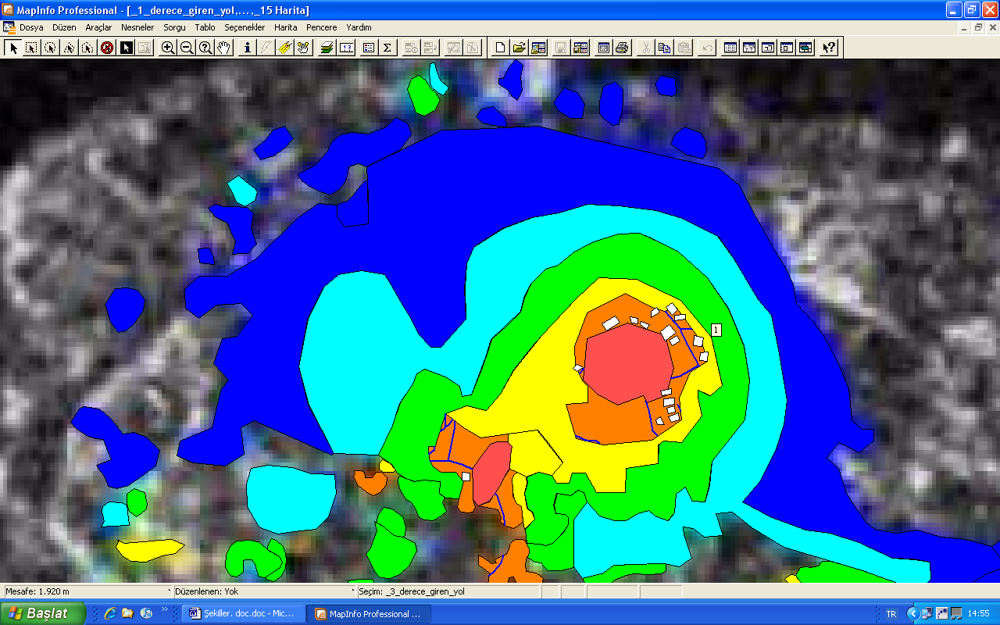 MapInfo Professional - [_1_derece_giren_yol,...,_15 Harita]
Dosya Düzen Araçlar Nesneler Sorgu Tablo Seçenekler Harita Pencere Yardım
1
Mesafe: 1.920 m Düzenlenen: Yok Seçim: _3_derece_giren_yol
Başlat Şekiller. doc.doc - Mic... MapInfo Professional ... TR 14:55